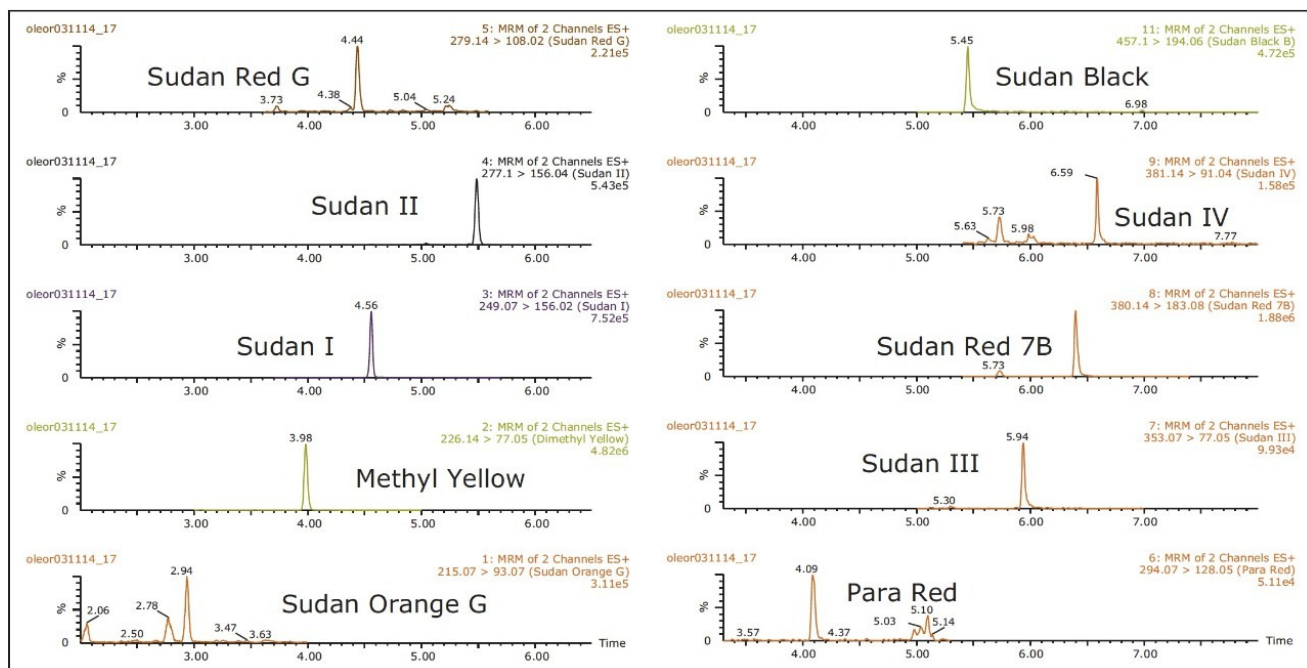 oleor031114_17
5: MRM of 2 Channels ES+
279.14 > 108.02 (Sudan Red G)
2.21e5
4.44
Sudan Red G
3.73
4.38
5.04
5.24
%
0
3.00 4.00 5.00 6.00
oleor031114_17
4: MRM of 2 Channels ES+
277.1 > 156.04 (Sudan II)
5.43e5
Sudan II
%
0
3.00 4.00 5.00 6.00
oleor031114_17
3: MRM of 2 Channels ES+
249.07 > 156.02 (Sudan I)
7.52e5
4.56
Sudan I
%
0
3.00 4.00 5.00 6.00
oleor031114_17
2: MRM of 2 Channels ES+
226.14 > 77.05 (Dimethyl Yellow)
4.82e6
3.98
Methyl Yellow
%
0
3.00 4.00 5.00 6.00
oleor031114_17
1: MRM of 2 Channels ES+
215.07 > 93.07 (Sudan Orange G)
3.11e5
2.94
Sudan Orange G
2.06
2.78
2.50
3.47
3.63
%
0
Time
3.00 4.00 5.00 6.00
oleor031114_17
11: MRM of 2 Channels ES+
457.1 > 194.06 (Sudan Black B)
4.72e5
5.45
Sudan Black
6.98
%
0
4.00 5.00 6.00 7.00
oleor031114_17
9: MRM of 2 Channels ES+
381.14 > 91.04 (Sudan IV)
1.58e5
6.59
Sudan IV
5.73
5.63
5.98
7.77
%
0
4.00 5.00 6.00 7.00
oleor031114_17
8: MRM of 2 Channels ES+
380.14 > 183.08 (Sudan Red 7B)
1.88e6
Sudan Red 7B
5.73
%
0
4.00 5.00 6.00 7.00
oleor031114_17
7: MRM of 2 Channels ES+
353.07 > 77.05 (Sudan III)
9.93e4
5.94
Sudan III
5.30
%
0
4.00 5.00 6.00 7.00
oleor031114_17
6: MRM of 2 Channels ES+
294.07 > 128.05 (Para Red)
5.11e4
4.09
Para Red
5.10
5.03
5.14
3.57
4.37
%
0
Time
4.00 5.00 6.00 7.00